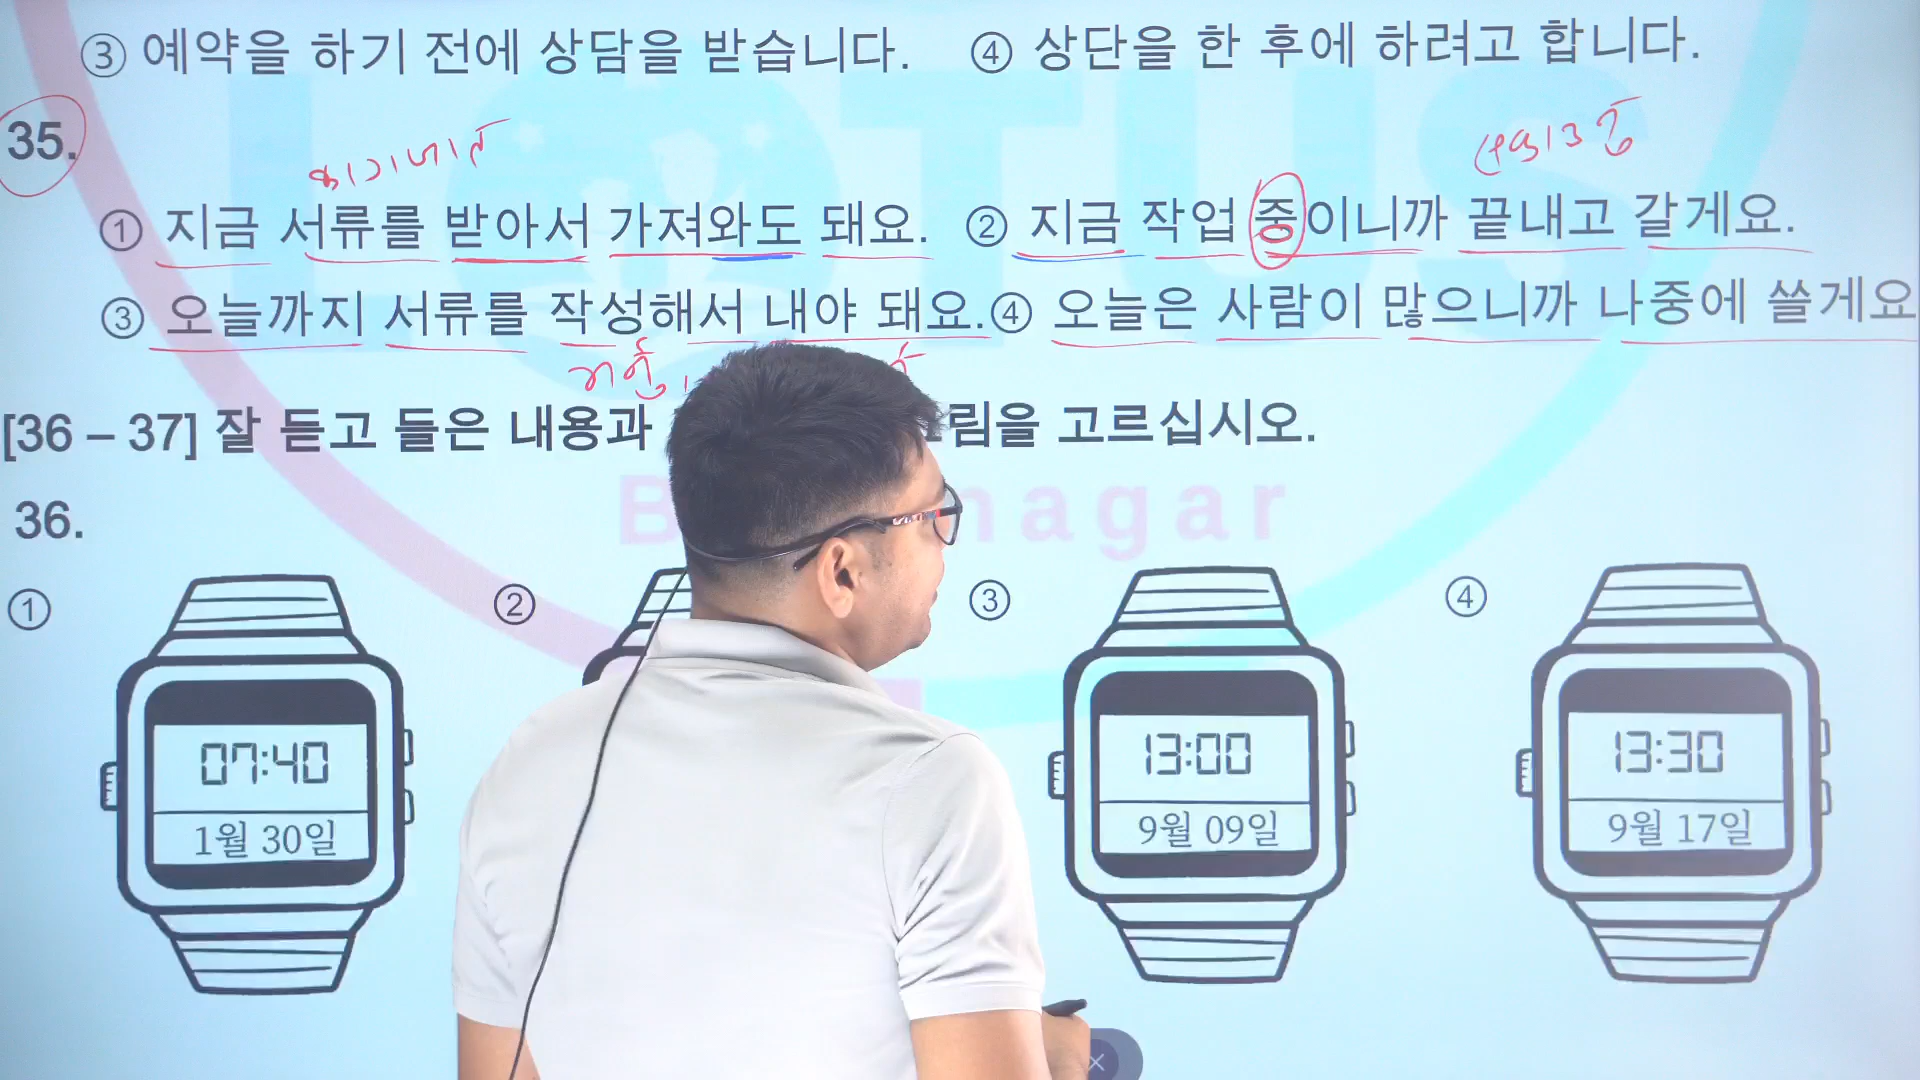 ③ 예약을 하기 전에 상담을 받습니다. ④ 상단을 한 후에 하려고 합니다.
35.
① 지금 서류를 받아서 가져와도 돼요. ② 지금 작업 중이니까 끝내고 갈게요.
③ 오늘까지 서류를 작성해서 내야 돼요. ④ 오늘은 사람이 많으니까 나중에 쓸게요
[36 – 37] 잘 듣고 들은 내용과 림을 고르십시오.
LOTUS
nagar
36.
① ② ③ ④
07:40 13:00 13:30
1월 30일 9월 09일 9월 17일